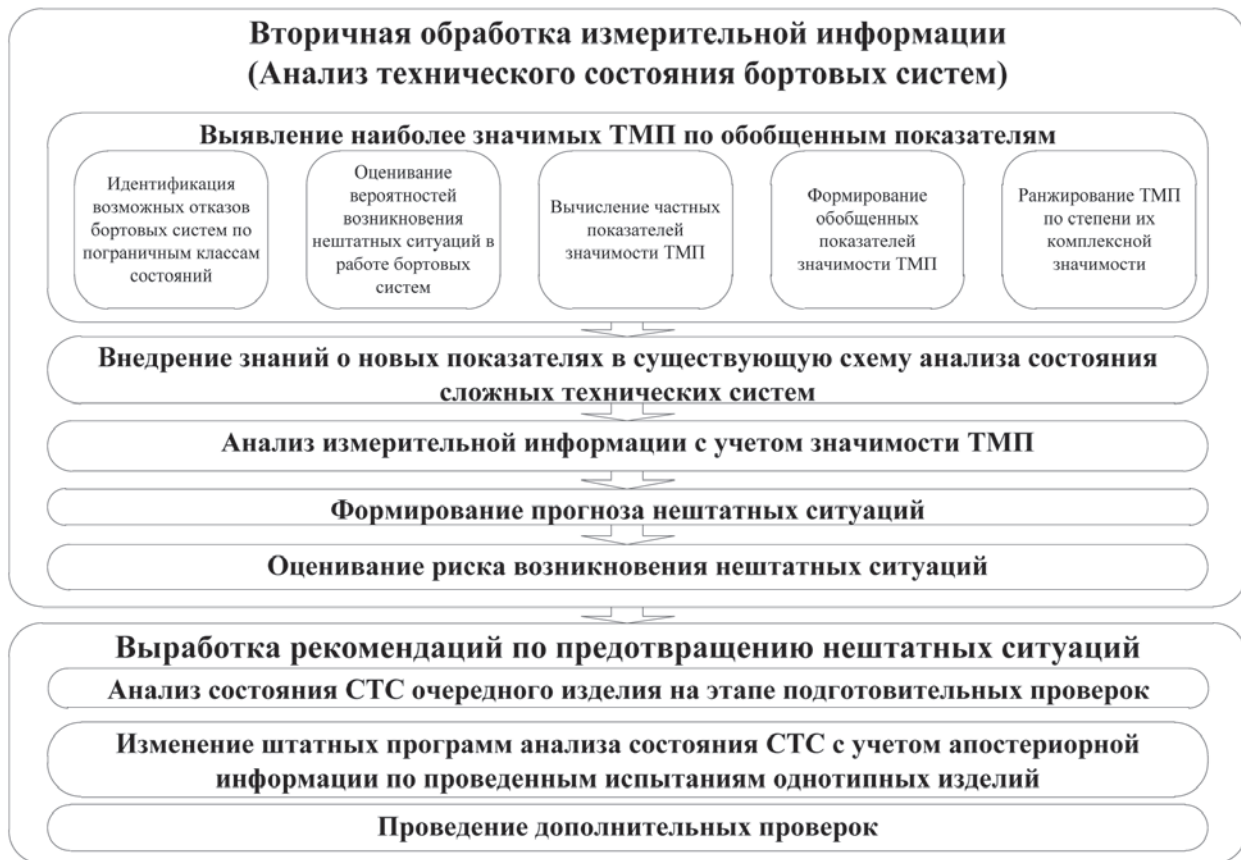 Вторичная обработка измерительной информации
(Анализ технического состояния бортовых систем)
Выявление наиболее значимых ТМП по обобщенным показателям
Идентификация
возможных отказов
бортовых систем по
пограничным классам
состояний
Оценивание
вероятностей
возникновения
нештатных ситуаций в
работе бортовых
систем
Вычисление частных
показателей
значимости ТМП
Формирование
обобщенных
показателей
значимости ТМП
Ранжирование ТМП
по степени их
комплексной
значимости
Внедрение знаний о новых показателях в существующую схему анализа состояния
сложных технических систем
Анализ измерительной информации с учетом значимости ТМП
Формирование прогноза нештатных ситуаций
Оценивание риска возникновения нештатных ситуаций
Выработка рекомендаций по предотвращению нештатных ситуаций
Анализ состояния СТС очередного изделия на этапе подготовительных проверок
Изменение штатных программ анализа состояния СТС с учетом апостериорной
информации по проведенным испытаниям однотипных изделий
Проведение дополнительных проверок